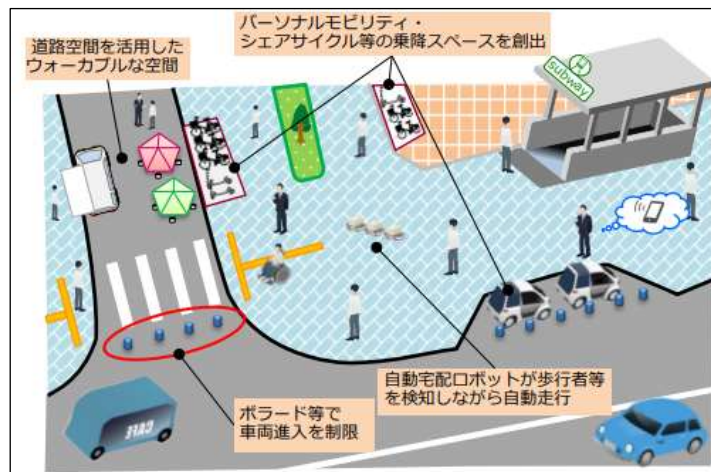 パーソナルモビリティ・
シェアサイクル等の乗降スペースを創出
道路空間を活用した
ウォーカブルな空間
subway
自動宅配ロボットが歩行者等
を検知しながら自動走行
ボラード等で
車両進入を制限
CAFE